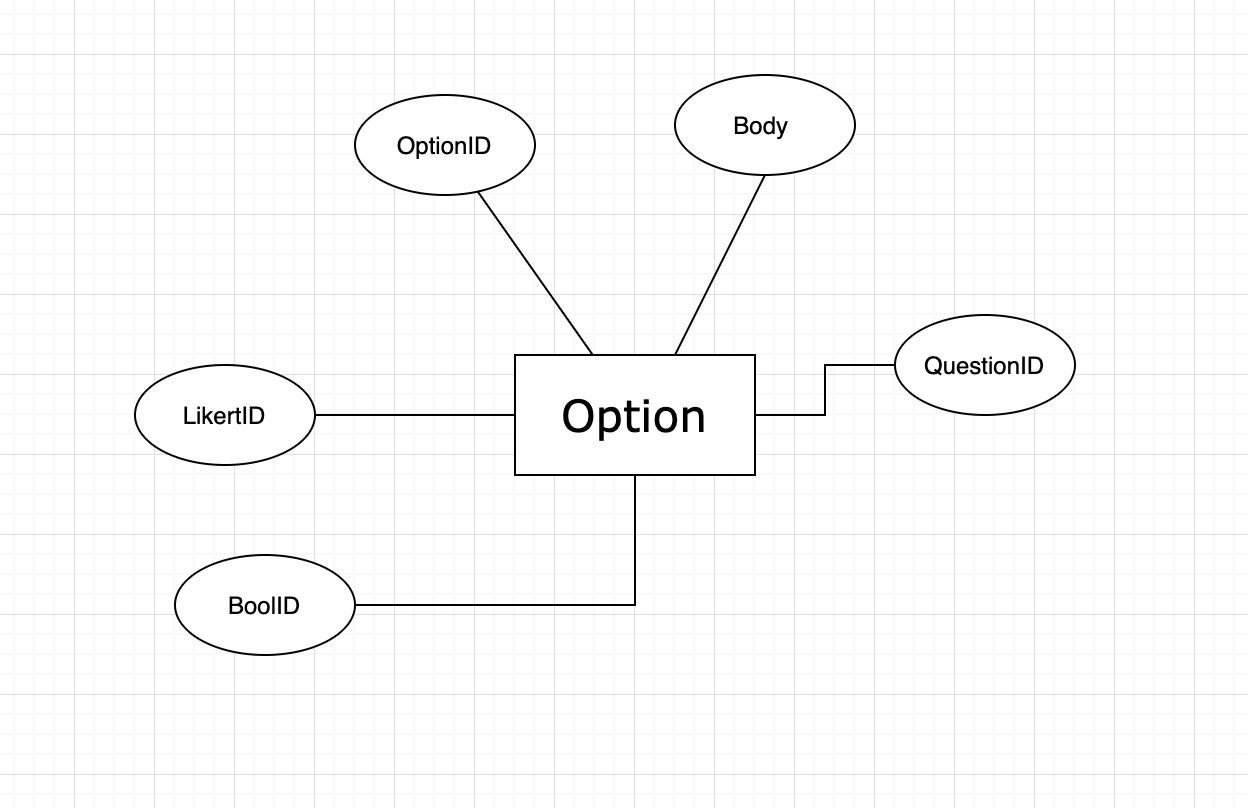 OptionID
Body
QuestionID
Option
LikertID
BoolID